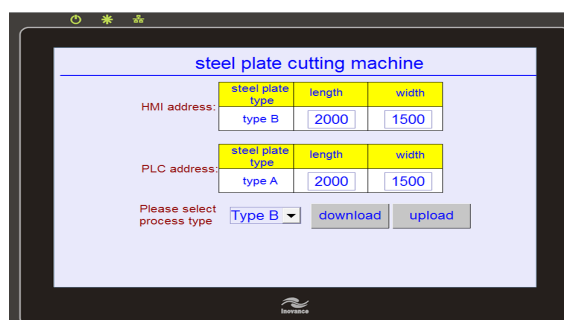 steel plate cutting machine
steel plate type length width
HMI address:
type B 2000 1500
steel plate type length width
PLC address:
type A 2000 1500
Please select process type Type B download upload
Inovance